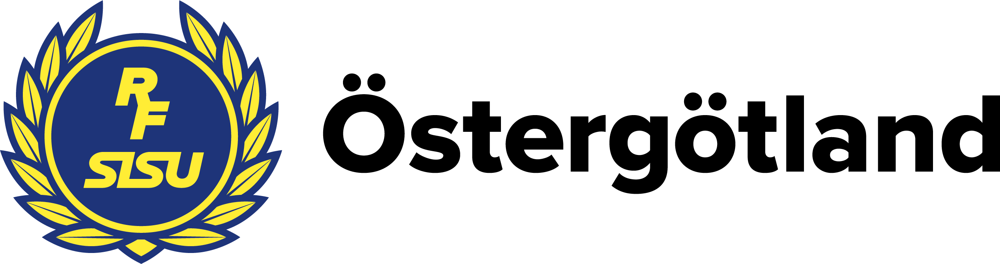 RF
SISU
Östergötland